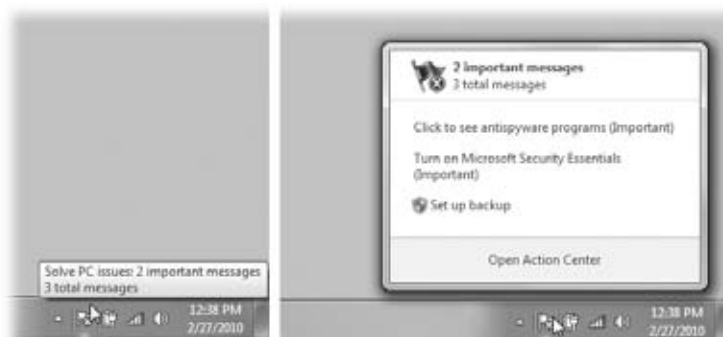 Solve PC issues: 2 important messages
3 total messages
12:38 PM
2/27/2010
2 important messages
3 total messages
Click to see antispyware programs (Important)
Turn on Microsoft Security Essentials
(Important)
Set up backup
Open Action Center
12:38 PM
2/27/2010